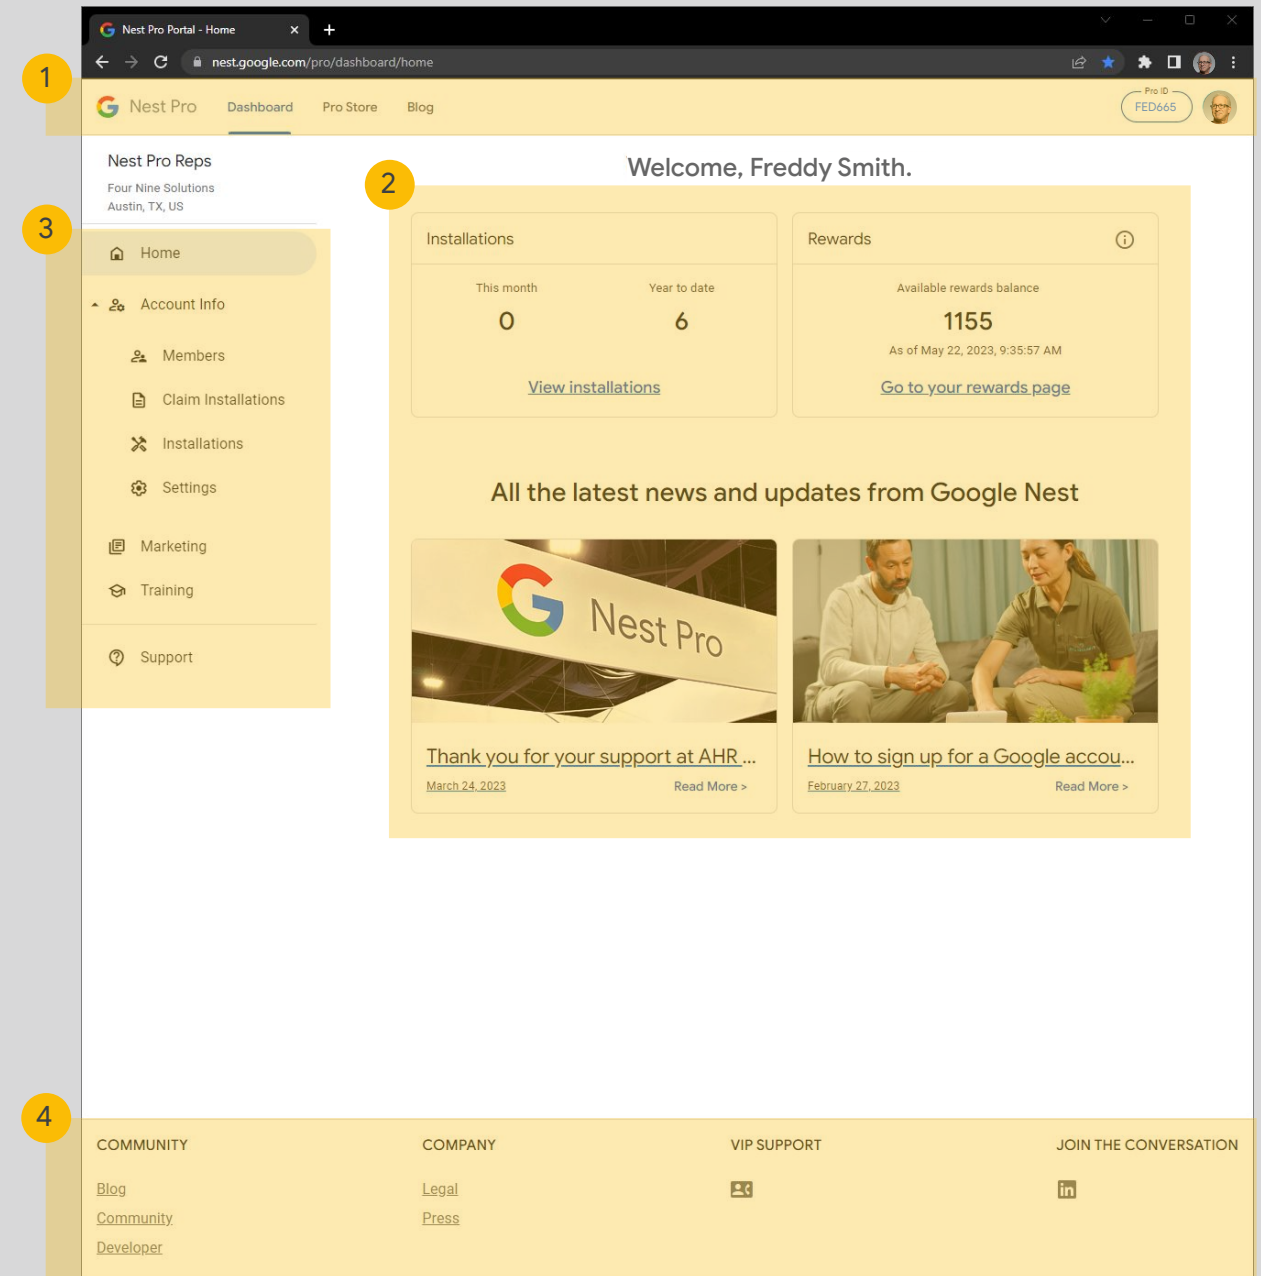 Nest Pro Portal - Home
nest.google.com/pro/dashboard/home
1
Nest Pro Dashboard Pro Store Blog
Pro ID
FED665
Nest Pro Reps
Four Nine Solutions
Austin, TX, US
3
Home
Account Info
Members
Claim Installations
Installations
Settings
Marketing
Training
Support
2
Welcome, Freddy Smith.
Installations
This month Year to date
0 6
View installations
Rewards
Available rewards balance
1155
As of May 22, 2023, 9:35:57 AM
Go to your rewards page
All the latest news and updates from Google Nest
Nest Pro
Thank you for your support at AHR ...
March 24, 2023 Read More >
How to sign up for a Google accou...
February 27, 2023 Read More >
4
COMMUNITY
Blog
Community
Developer
COMPANY
Legal
Press
VIP SUPPORT
JOIN THE CONVERSATION
in